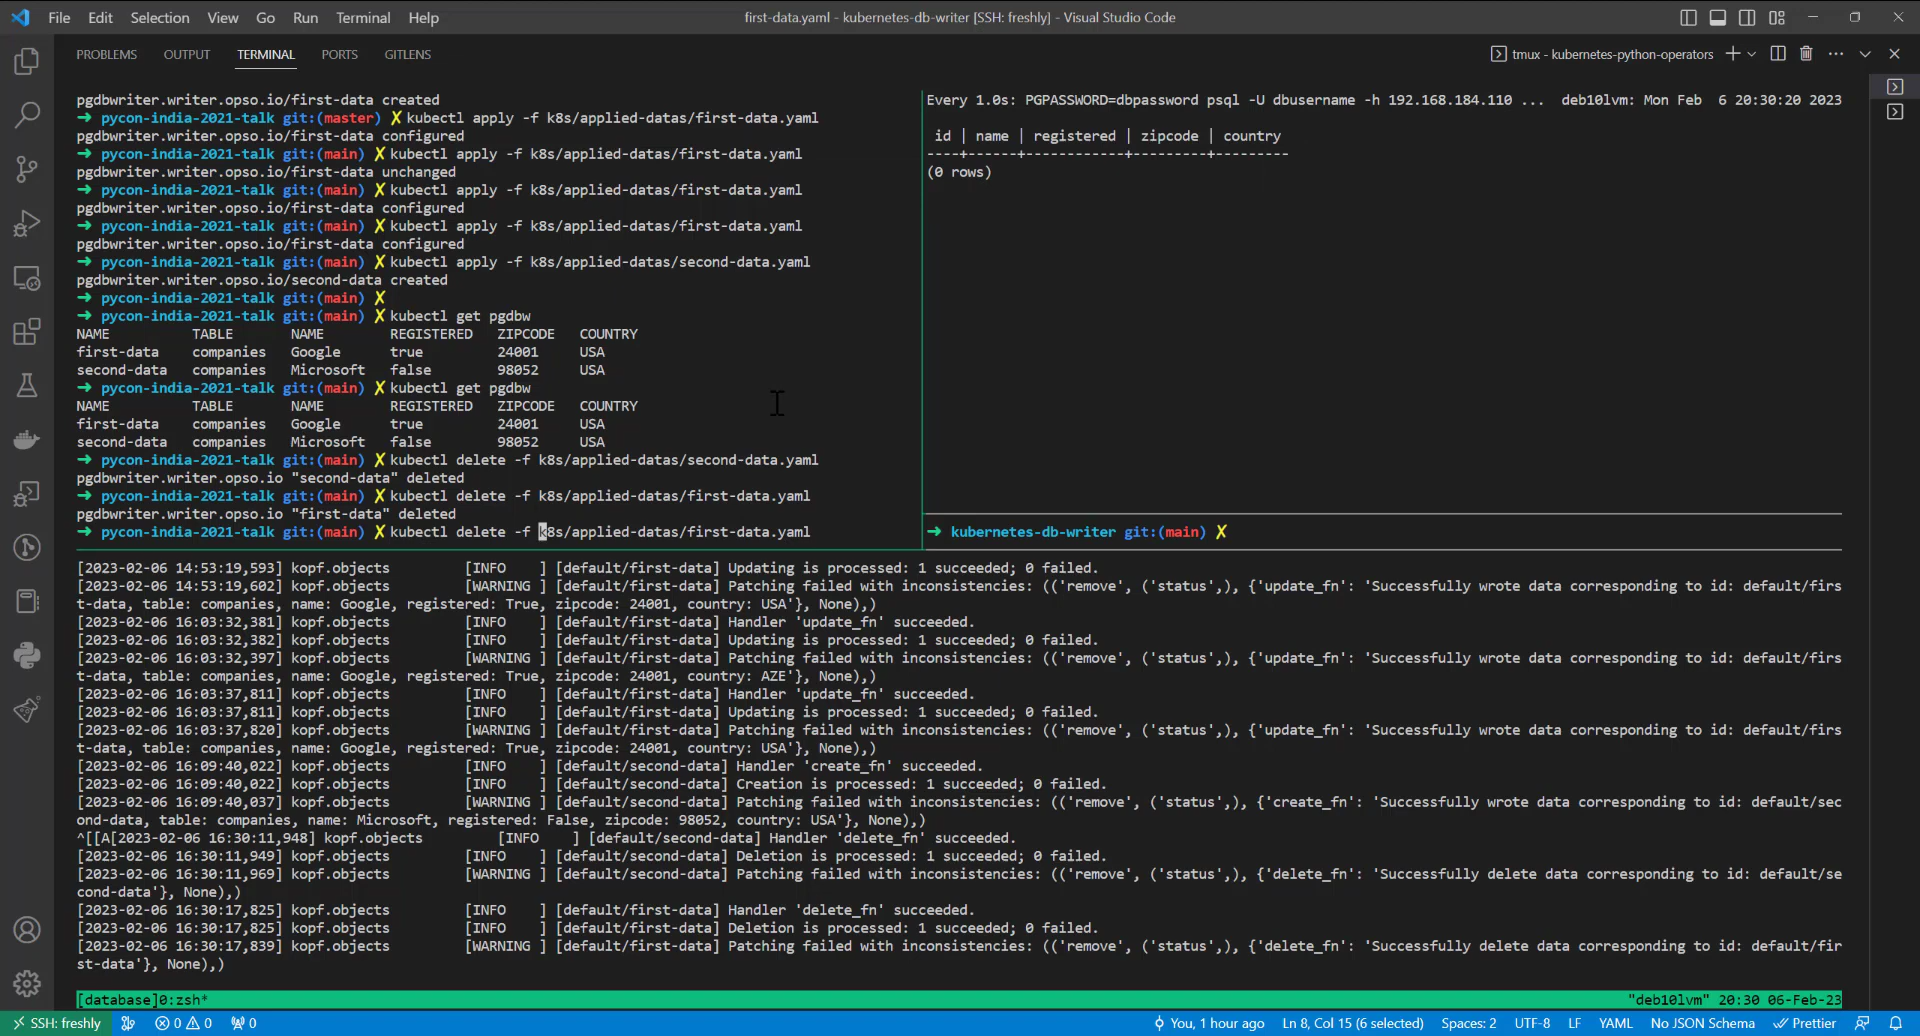 File Edit Selection View Go Run Terminal Help
first-data.yaml - kubernetes-db-writer [SSH: freshly] - Visual Studio Code
PROBLEMS OUTPUT TERMINAL PORTS GITLENS
tmux - kubernetes-python-operators
pgdbwriter.writer.opso.io/first-data created
➜ pycon-india-2021-talk git:(master) ✗ kubectl apply -f k8s/applied-datas/first-data.yaml
pgdbwriter.writer.opso.io/first-data configured
➜ pycon-india-2021-talk git:(main) ✗ kubectl apply -f k8s/applied-datas/first-data.yaml
pgdbwriter.writer.opso.io/first-data unchanged
➜ pycon-india-2021-talk git:(main) ✗ kubectl apply -f k8s/applied-datas/first-data.yaml
pgdbwriter.writer.opso.io/first-data configured
➜ pycon-india-2021-talk git:(main) ✗ kubectl apply -f k8s/applied-datas/first-data.yaml
pgdbwriter.writer.opso.io/first-data configured
➜ pycon-india-2021-talk git:(main) ✗ kubectl apply -f k8s/applied-datas/second-data.yaml
pgdbwriter.writer.opso.io/second-data created
➜ pycon-india-2021-talk git:(main) ✗
➜ pycon-india-2021-talk git:(main) ✗ kubectl get pgdbw
NAME TABLE NAME REGISTERED ZIPCODE COUNTRY
first-data companies Google true 24001 USA
second-data companies Microsoft false 98052 USA
➜ pycon-india-2021-talk git:(main) ✗ kubectl get pgdbw
NAME TABLE NAME REGISTERED ZIPCODE COUNTRY
first-data companies Google true 24001 USA
second-data companies Microsoft false 98052 USA
➜ pycon-india-2021-talk git:(main) ✗ kubectl delete -f k8s/applied-datas/second-data.yaml
pgdbwriter.writer.opso.io "second-data" deleted
➜ pycon-india-2021-talk git:(main) ✗ kubectl delete -f k8s/applied-datas/first-data.yaml
pgdbwriter.writer.opso.io "first-data" deleted
➜ pycon-india-2021-talk git:(main) ✗ kubectl delete -f k8s/applied-datas/first-data.yaml
Every 1.0s: PGPASSWORD=dbpassword psql -U dbusername -h 192.168.184.110 ... deb10lvm: Mon Feb 6 20:30:20 2023
id | name | registered | zipcode | country
----+------+------------+---------+---------
(0 rows)
➜ kubernetes-db-writer git:(main) ✗
[2023-02-06 14:53:19,593] kopf.objects [INFO ] [default/first-data] Updating is processed: 1 succeeded; 0 failed.
[2023-02-06 14:53:19,602] kopf.objects [WARNING ] [default/first-data] Patching failed with inconsistencies: (('remove', ('status',), {'update_fn': 'Successfully wrote data corresponding to id: default/firs
t-data, table: companies, name: Google, registered: True, zipcode: 24001, country: USA'}, None),)
[2023-02-06 16:03:32,381] kopf.objects [INFO ] [default/first-data] Handler 'update_fn' succeeded.
[2023-02-06 16:03:32,382] kopf.objects [INFO ] [default/first-data] Updating is processed: 1 succeeded; 0 failed.
[2023-02-06 16:03:32,397] kopf.objects [WARNING ] [default/first-data] Patching failed with inconsistencies: (('remove', ('status',), {'update_fn': 'Successfully wrote data corresponding to id: default/firs
t-data, table: companies, name: Google, registered: True, zipcode: 24001, country: AZE'}, None),)
[2023-02-06 16:03:37,811] kopf.objects [INFO ] [default/first-data] Handler 'update_fn' succeeded.
[2023-02-06 16:03:37,811] kopf.objects [INFO ] [default/first-data] Updating is processed: 1 succeeded; 0 failed.
[2023-02-06 16:03:37,820] kopf.objects [WARNING ] [default/first-data] Patching failed with inconsistencies: (('remove', ('status',), {'update_fn': 'Successfully wrote data corresponding to id: default/firs
t-data, table: companies, name: Google, registered: True, zipcode: 24001, country: USA'}, None),)
[2023-02-06 16:09:40,022] kopf.objects [INFO ] [default/second-data] Handler 'create_fn' succeeded.
[2023-02-06 16:09:40,022] kopf.objects [INFO ] [default/second-data] Creation is processed: 1 succeeded; 0 failed.
[2023-02-06 16:09:40,037] kopf.objects [WARNING ] [default/second-data] Patching failed with inconsistencies: (('remove', ('status',), {'create_fn': 'Successfully wrote data corresponding to id: default/sec
ond-data, table: companies, name: Microsoft, registered: False, zipcode: 98052, country: USA'}, None),)
^[[A[2023-02-06 16:30:11,948] kopf.objects [INFO ] [default/second-data] Handler 'delete_fn' succeeded.
[2023-02-06 16:30:11,949] kopf.objects [INFO ] [default/second-data] Deletion is processed: 1 succeeded; 0 failed.
[2023-02-06 16:30:11,969] kopf.objects [WARNING ] [default/second-data] Patching failed with inconsistencies: (('remove', ('status',), {'delete_fn': 'Successfully delete data corresponding to id: default/se
cond-data'}, None),)
[2023-02-06 16:30:17,825] kopf.objects [INFO ] [default/first-data] Handler 'delete_fn' succeeded.
[2023-02-06 16:30:17,825] kopf.objects [INFO ] [default/first-data] Deletion is processed: 1 succeeded; 0 failed.
[2023-02-06 16:30:17,839] kopf.objects [WARNING ] [default/first-data] Patching failed with inconsistencies: (('remove', ('status',), {'delete_fn': 'Successfully delete data corresponding to id: default/fir
st-data'}, None),)
[database]0:zsh* "deb10lvm" 20:30 06-Feb-23
SSH: freshly 0 0 0 You, 1 hour ago Ln 8, Col 15 (6 selected) Spaces: 2 UTF-8 LF YAML No JSON Schema Prettier